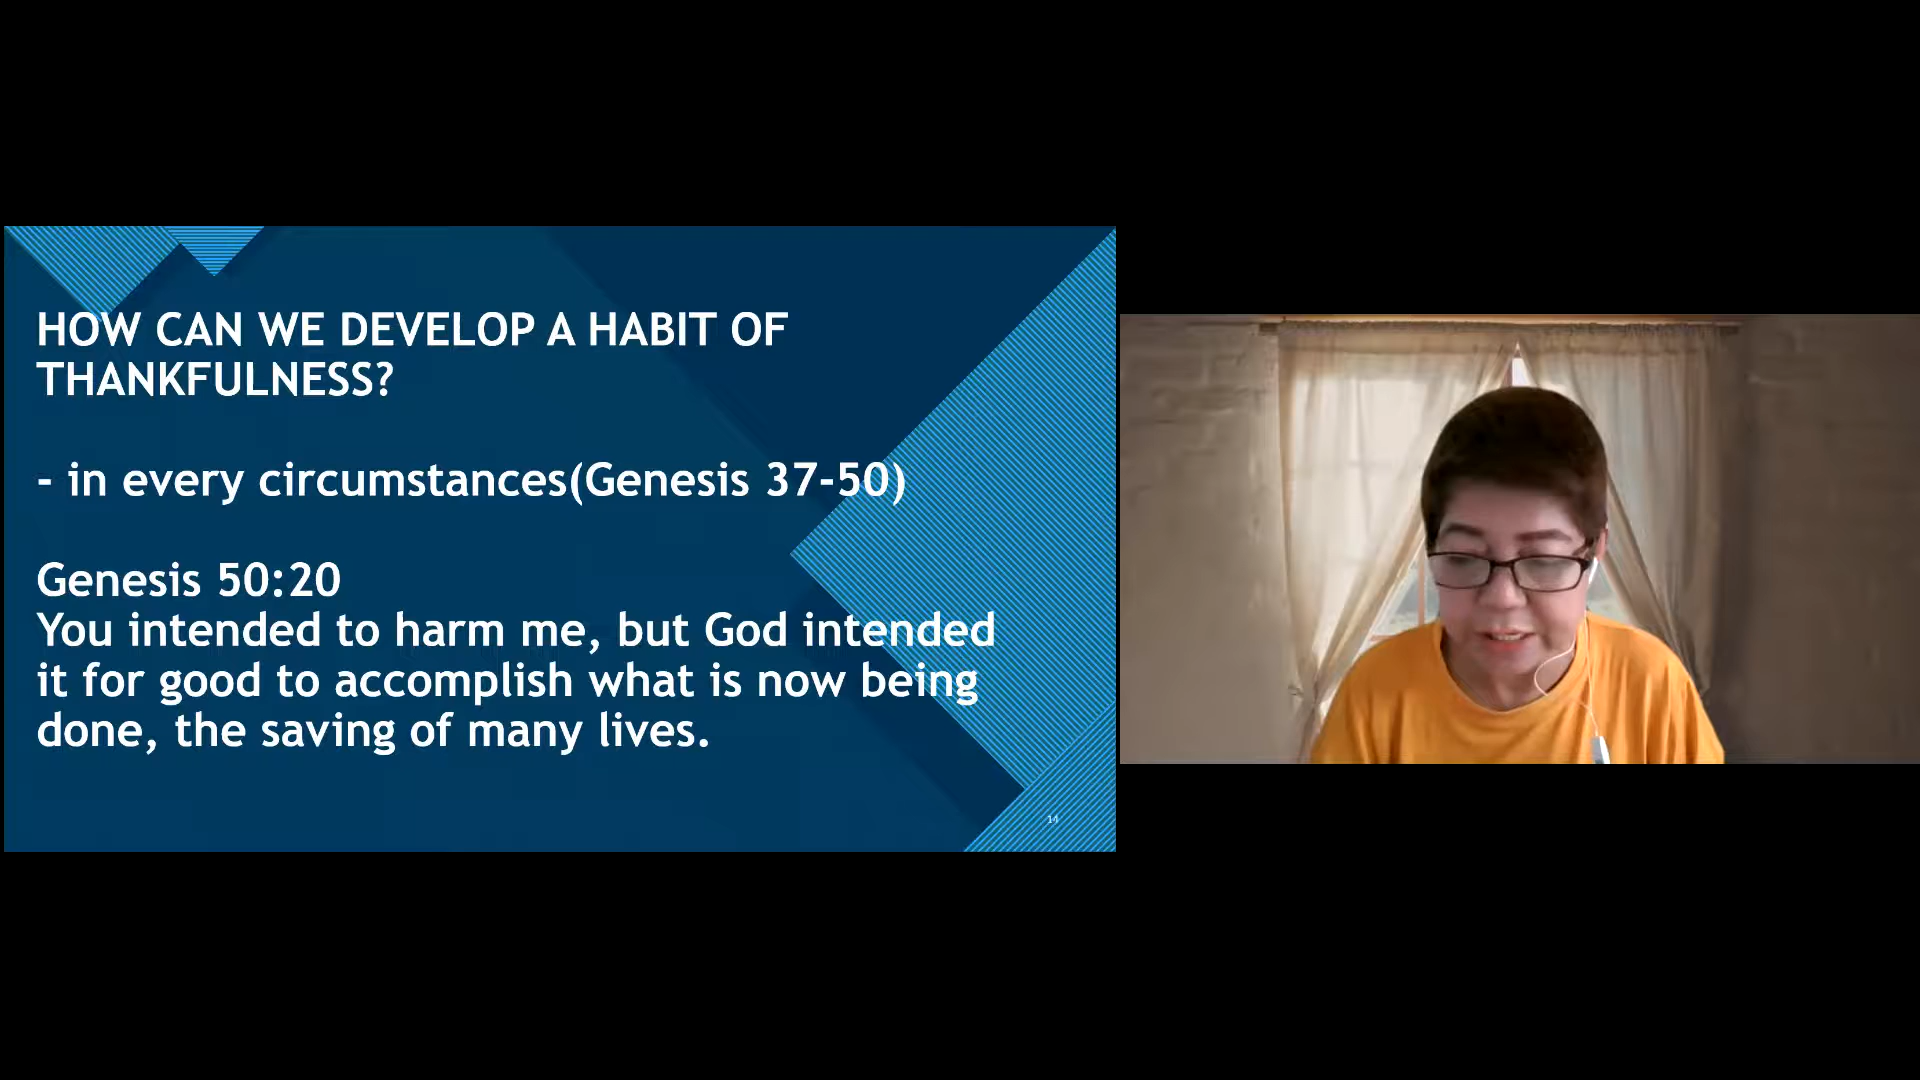 HOW CAN WE DEVELOP A HABIT OF
THANKFULNESS?
- in every circumstances(Genesis 37-50)
Genesis 50:20
You intended to harm me, but God intended
it for good to accomplish what is now being
done, the saving of many lives.
14